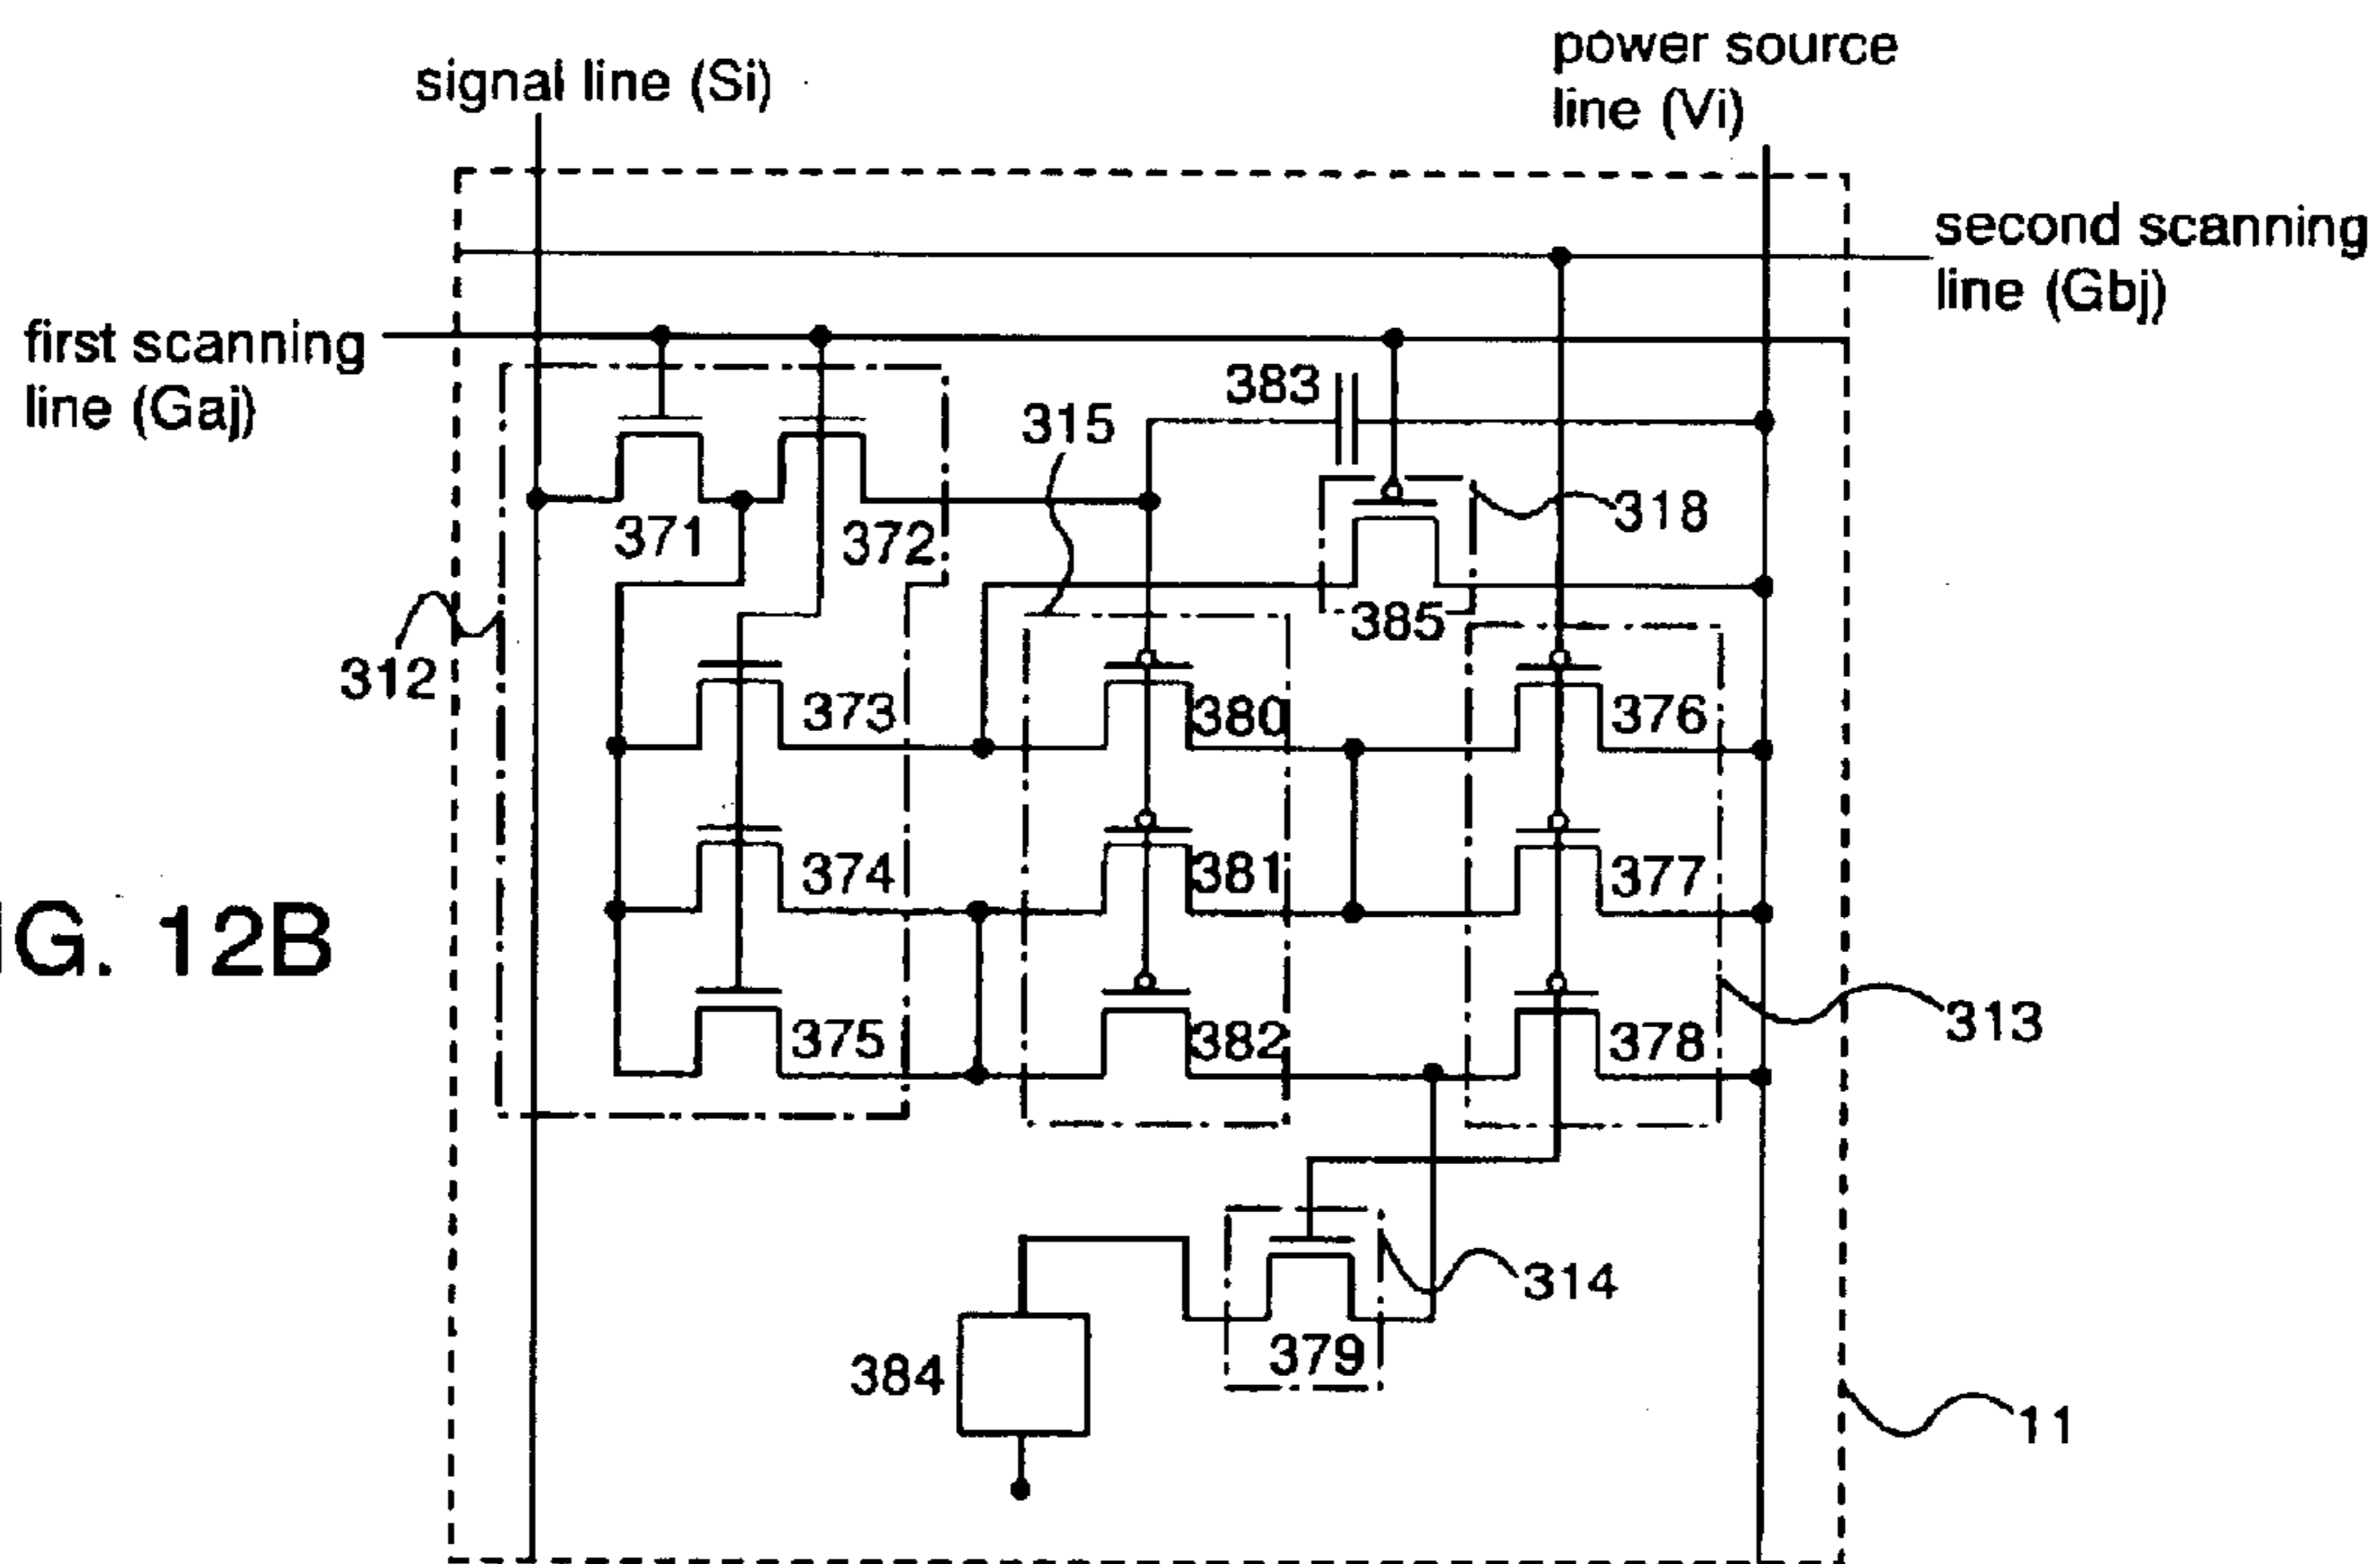 signal line (Si)
power source
line (Vi)
second scanning
line (Gbj)
first scanning
line (Gaj)
383
315
371
372
318
385
312
373
380
376
374
381
377
G. 12B
375
382
378
313
314
379
384
11